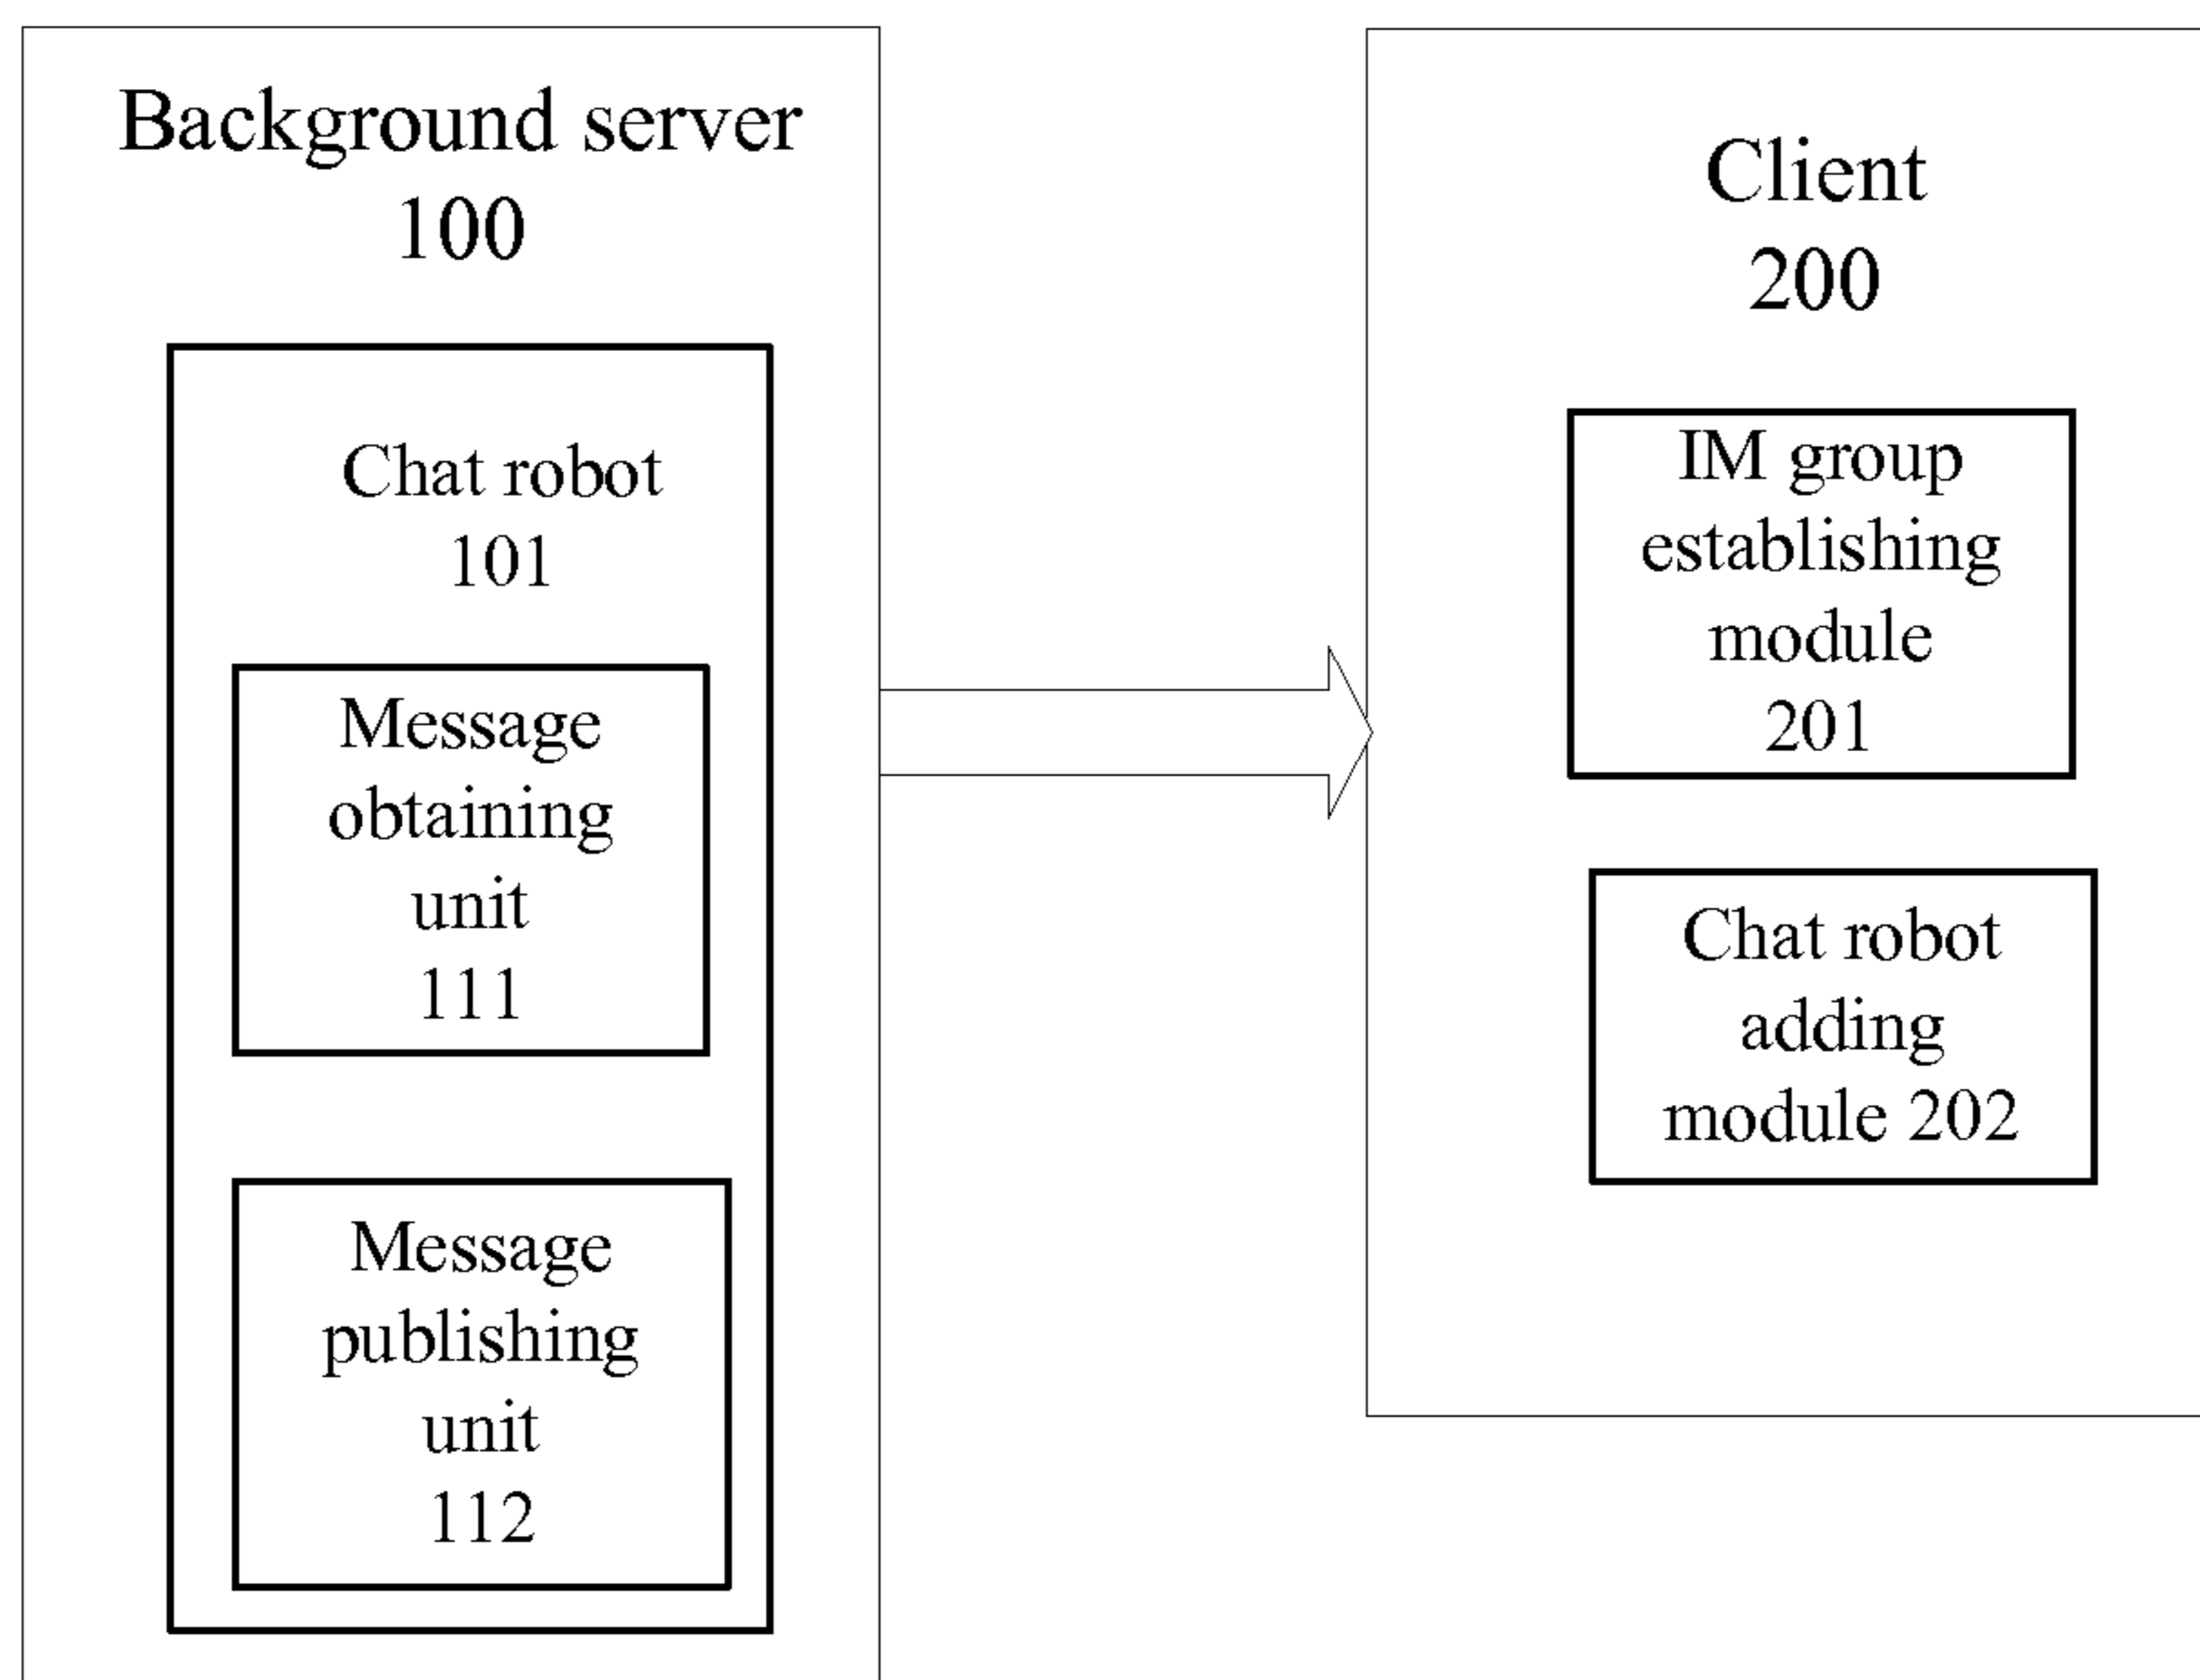 Background server
100
Chat robot
101
Message
obtaining
unit
111
Message
publishing
unit
112
Client
200
IM group
establishing
module
201
Chat robot
adding
module 202